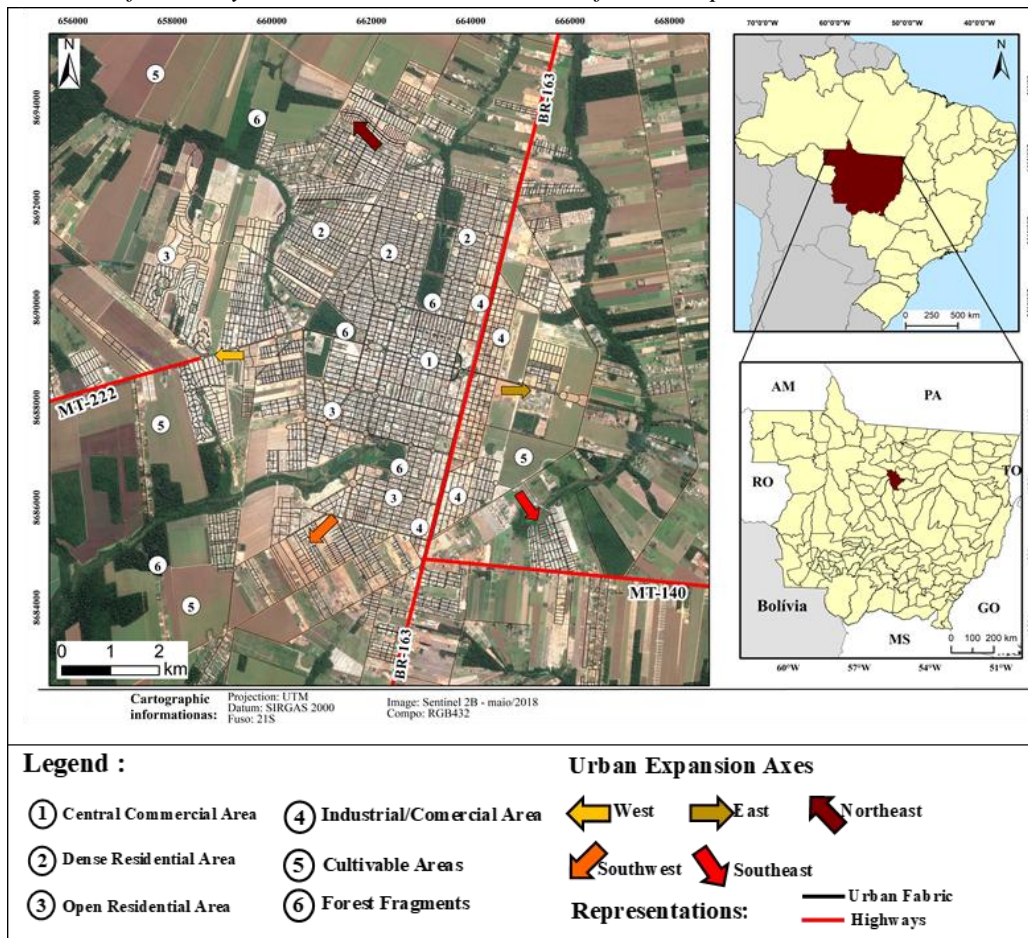 656000 658000 660000 662000 664000 666000 668000
70°0'0"W 60°0'0"W 50°0'0"W 40°0'0"W
8694000
8692000
8690000
8688000
8686000
8684000
N
5
6
BR-163
2
2
2
3
6
4
6
4
1
MT-222
3
5
6
5
3
4
4
6
5
MT-140
BR-163
0 1 2
km
N
0 250 500 km
AM
PA
RO
TO
Bolívia
GO
MS
0 100 200 km
60°W 57°W 54°W 51°W
Cartographic
informationas:
Projection: UTM
Datum: SIRGAS 2000
Fuso: 21S
Image: Sentinel 2B - maio/2018
Compo: RGB432
Legend :
1 Central Commercial Area
2 Dense Residential Area
3 Open Residential Area
4 Industrial/Comercial Area
5 Cultivable Areas
6 Forest Fragments
Urban Expansion Axes
West
East
Northeast
Southwest
Southeast
Representations:
Urban Fabric
Highways